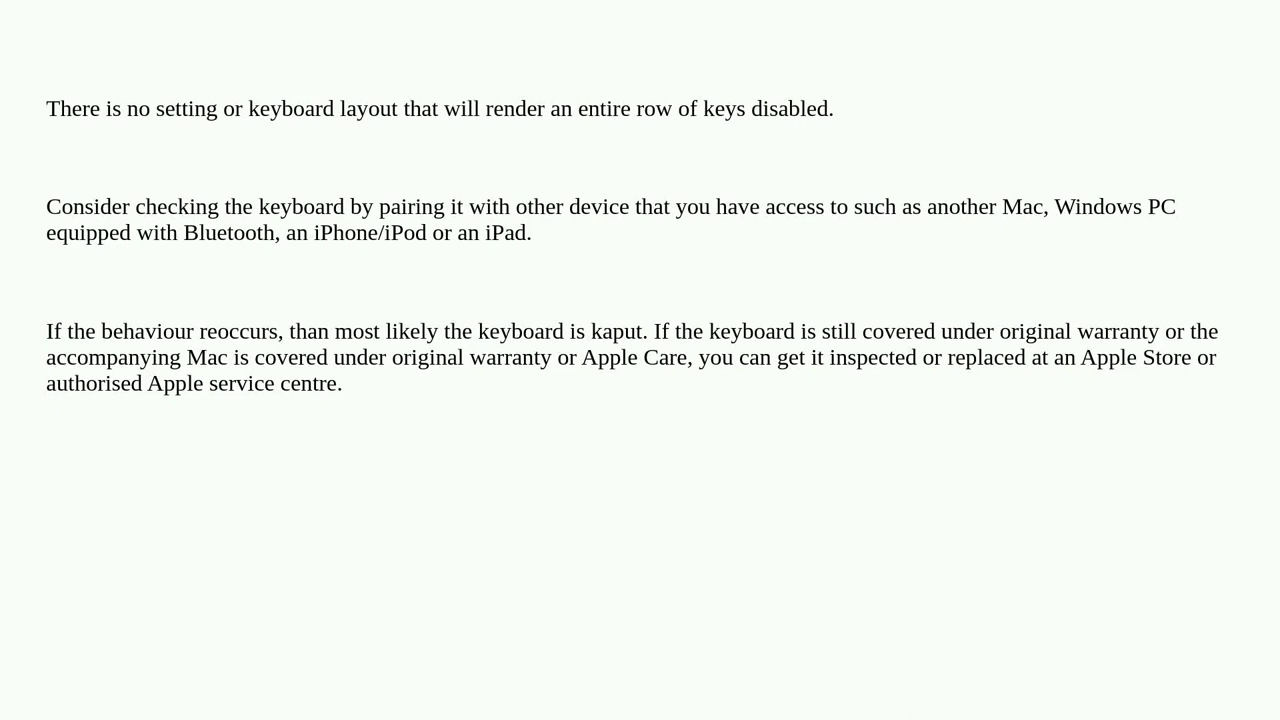 There is no setting or keyboard layout that will render an entire row of keys disabled.
Consider checking the keyboard by pairing it with other device that you have access to such as another Mac, Windows PC
equipped with Bluetooth, an iPhone/iPod or an iPad.
If the behaviour reoccurs, than most likely the keyboard is kaput. If the keyboard is still covered under original warranty or the
accompanying Mac is covered under original warranty or Apple Care, you can get it inspected or replaced at an Apple Store or
authorised Apple service centre.